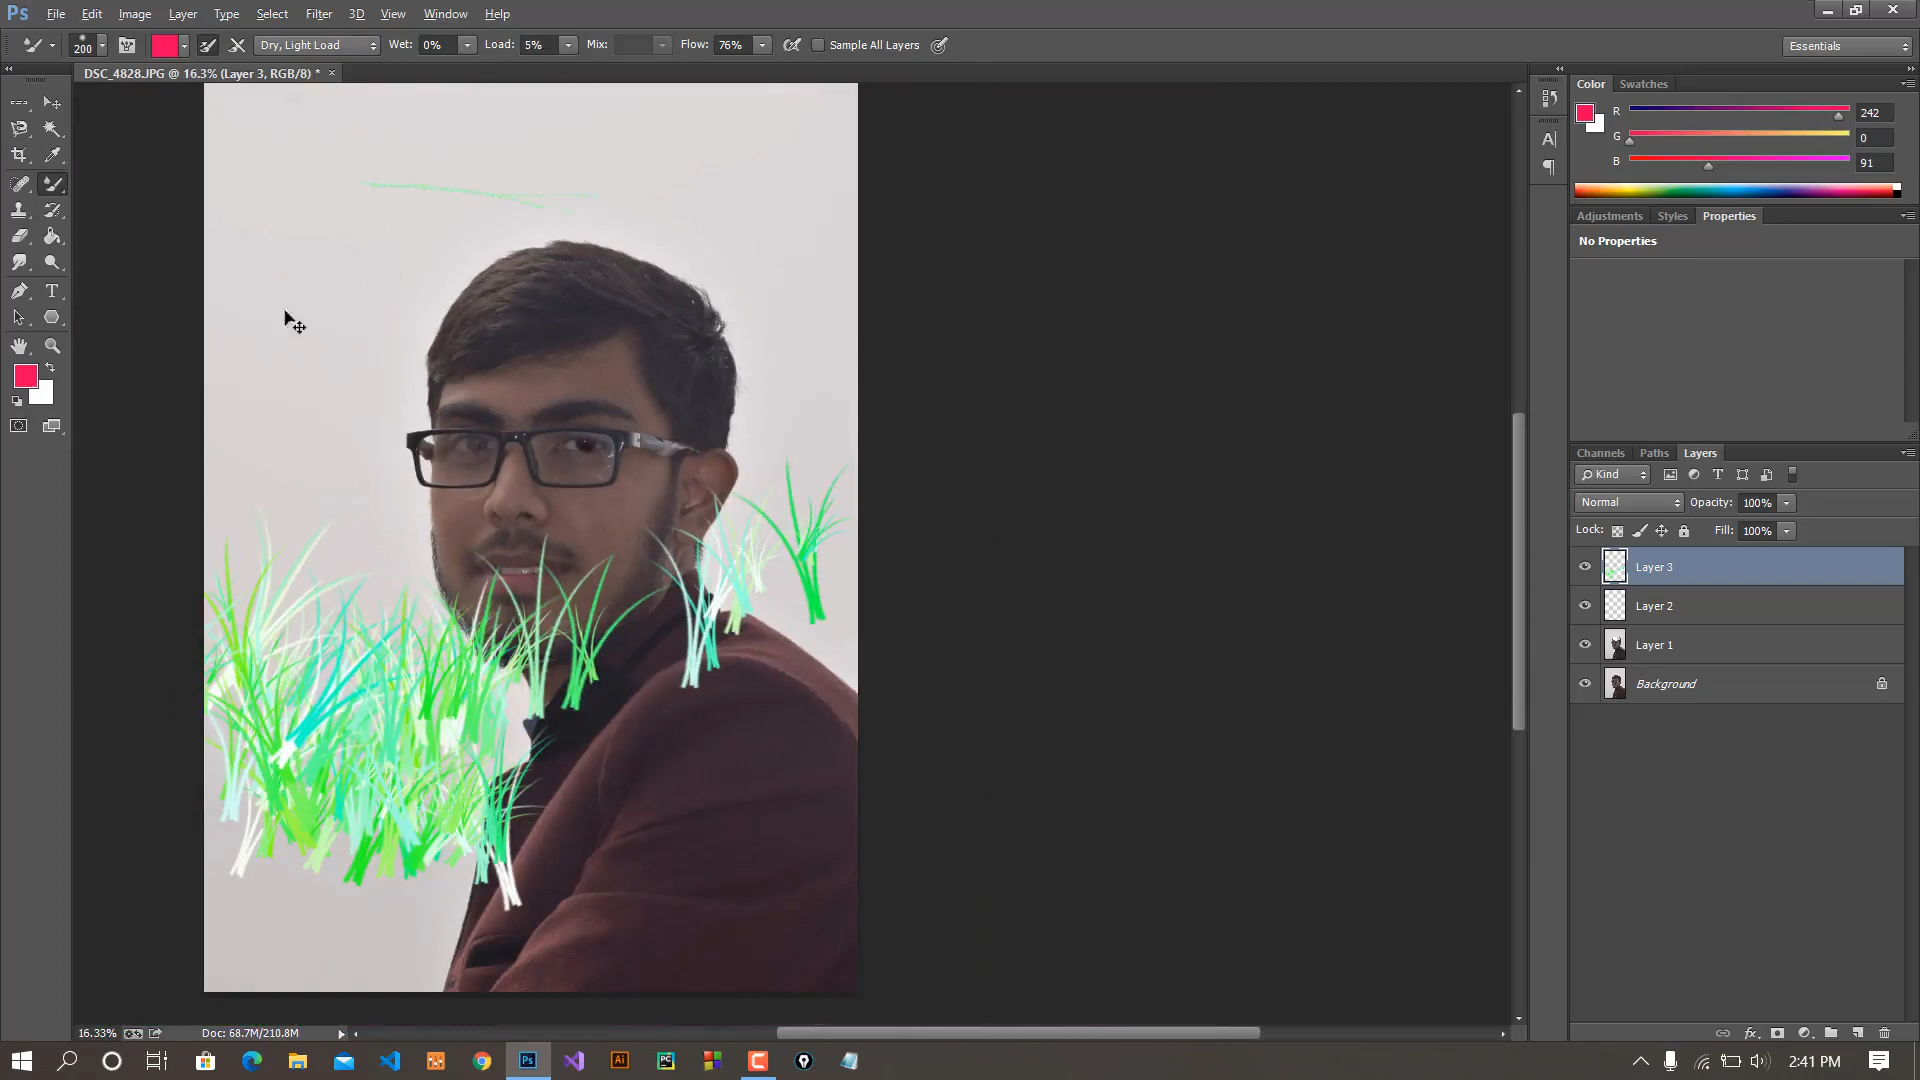 Ps File Edit Image Layer Type Select Filter 3D View Window Help
200 Dry, Light Load Wet: 0% Load: 5% Mix: Flow: 76% Sample All Layers Essentials
DSC_4828.JPG @ 16.3% (Layer 3, RGB/8) * ×
Color Swatches
R 242
G 0
B 91
Adjustments Styles Properties
No Properties
Channels Paths Layers
Kind
Normal Opacity: 100%
Lock: Fill: 100%
Layer 3
Layer 2
Layer 1
Background
16.33% Doc: 68.7M/210.8M
Ps Ai PC C 2:41 PM